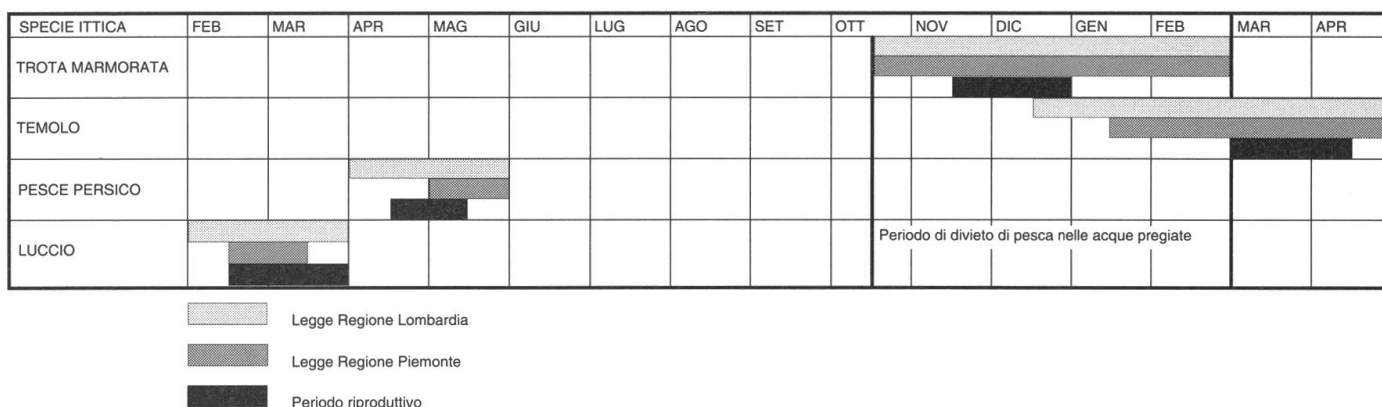 SPECIE ITTICA FEB MAR APR MAG GIU LUG AGO SET OTT NOV DIC GEN FEB MAR APR
TROTA MARMORATA
TEMOLO
PESCE PERSICO
LUCCIO
Periodo di divieto di pesca nelle acque pregiate
Legge Regione Lombardia
Legge Regione Piemonte
Periodo riproduttivo